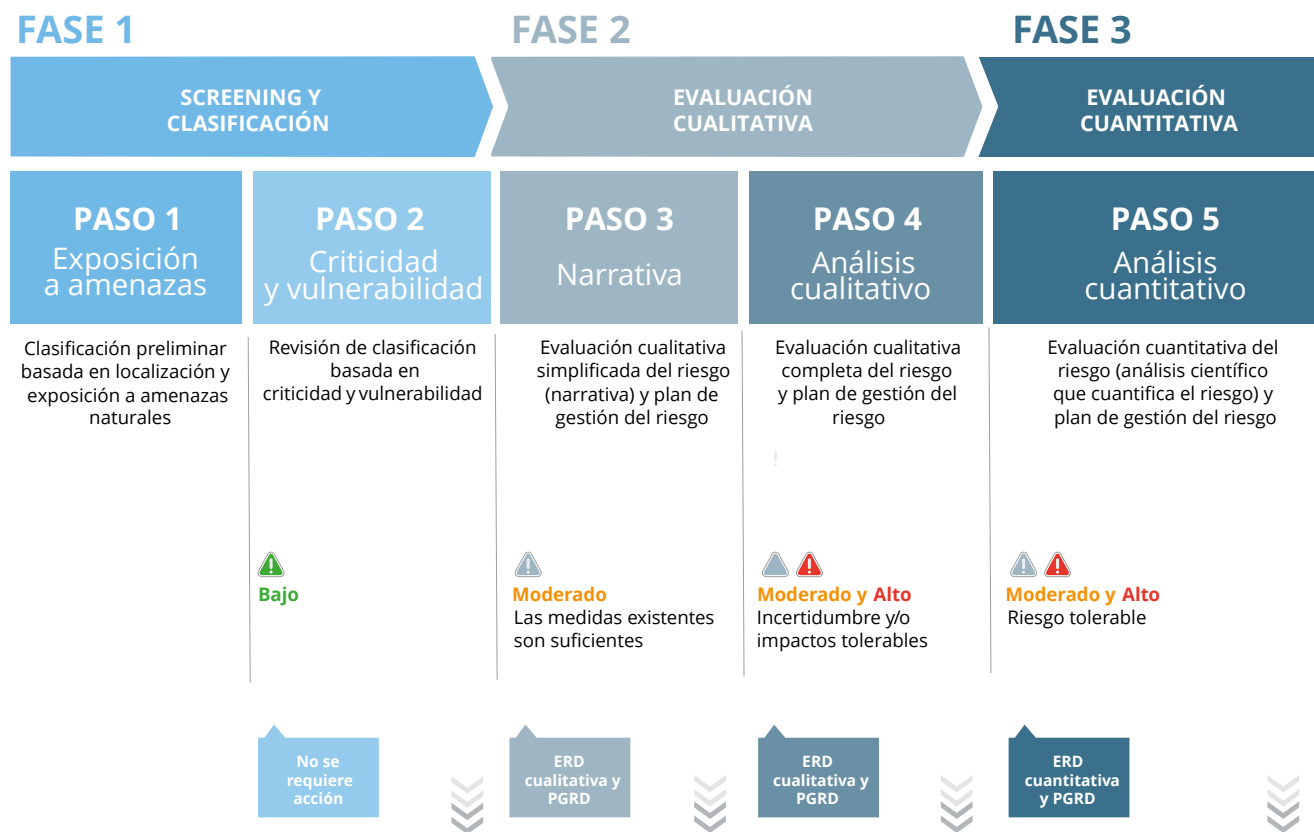 FASE 1
FASE 2
FASE 3
SCREENING Y
CLASIFICACIÓN
EVALUACIÓN
CUALITATIVA
EVALUACIÓN
CUANTITATIVA
PASO 1
Exposición
a amenazas
PASO 2
Criticidad
y vulnerabilidad
PASO 3
Narrativa
PASO 4
Análisis
cualitativo
PASO 5
Análisis
cuantitativo
Clasificación preliminar
basada en localización y
exposición a amenazas
naturales
Revisión de clasificación
basada en
criticidad y vulnerabilidad
Evaluación cualitativa
simplificada del riesgo
(narrativa) y plan de
gestión del riesgo
Evaluación cualitativa
completa del riesgo
y plan de gestión del
riesgo
Evaluación cuantitativa del
riesgo (análisis científico
que cuantifica el riesgo) y
plan de gestión del riesgo
Bajo
Moderado
Las medidas existentes
son suficientes
Moderado y Alto
Incertidumbre y/o
impactos tolerables
Moderado y Alto
Riesgo tolerable
No se
requiere
acción
ERD
cualitativa y
PGRD
ERD
cualitativa y
PGRD
ERD
cuantitativa
y PGRD